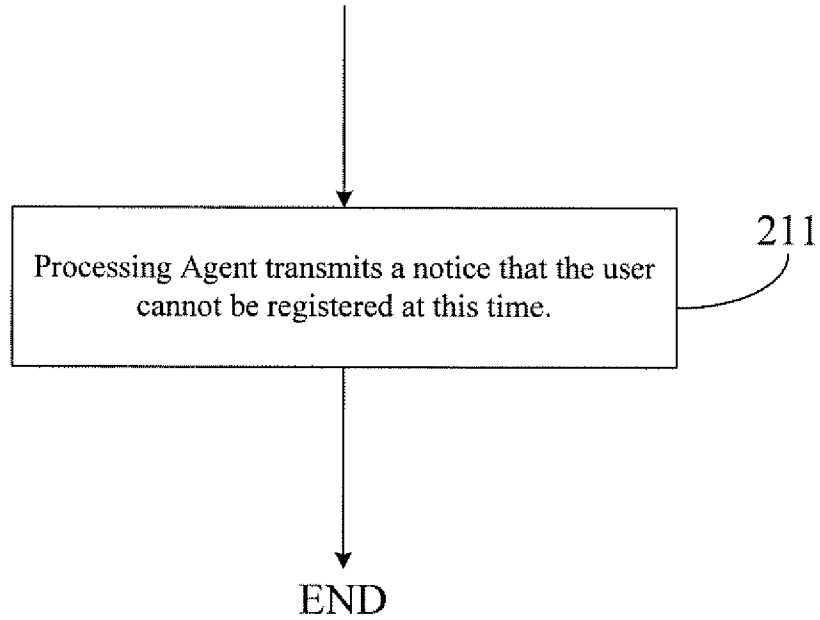 211
Processing Agent transmits a notice that the user
cannot be registered at this time.
END